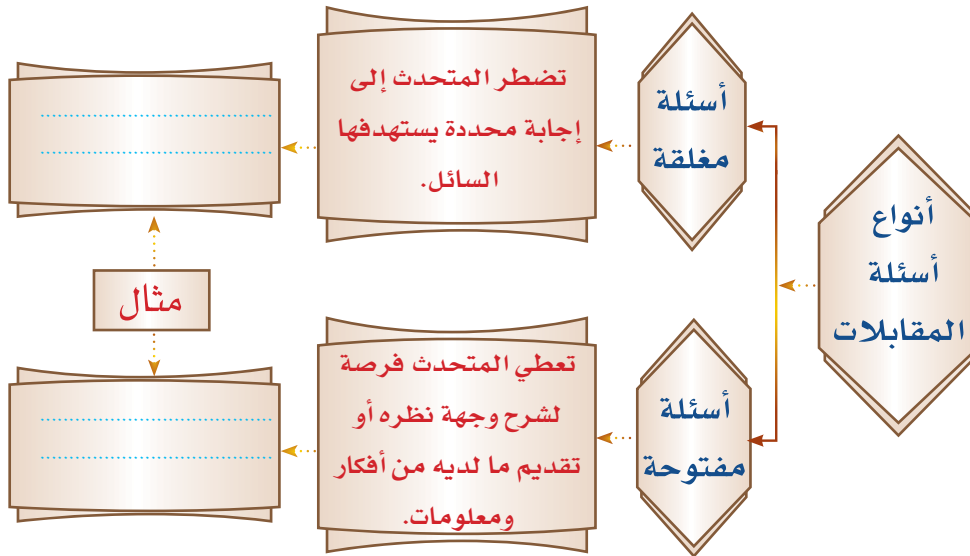 أنواع
أسئلة
المقابلات
أسئلة
مغلقة
تضطر المتحدث إلى
إجابة محددة يستهدفها
السائل.
مثال
أسئلة
مفتوحة
تعطي المتحدث فرصة
لشرح وجهة نظره أو
تقديم ما لديه من أفكار
ومعلومات.